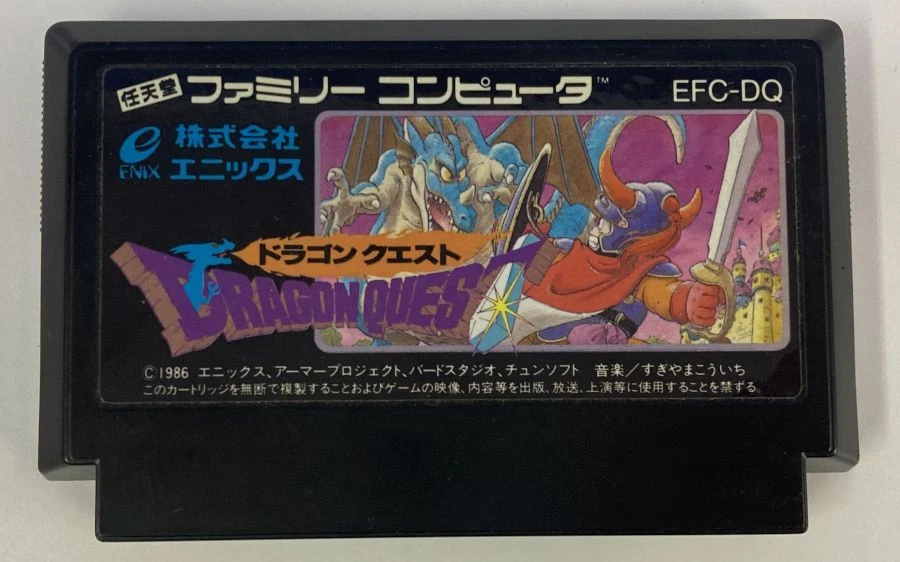 任天堂 ファミリー コンピュータ™ EFC-DQ
株式会社
ENIX エニックス
ドラゴンクエスト
DRAGON QUEST
©1986 エニックス、アーマープロジェクト、バードスタジオ、チュンソフト 音楽／すぎやまこういち
このカートリッジを無断で複製することおよびゲームの映像、内容等を出版、放送、上演等に使用することを禁ずる。